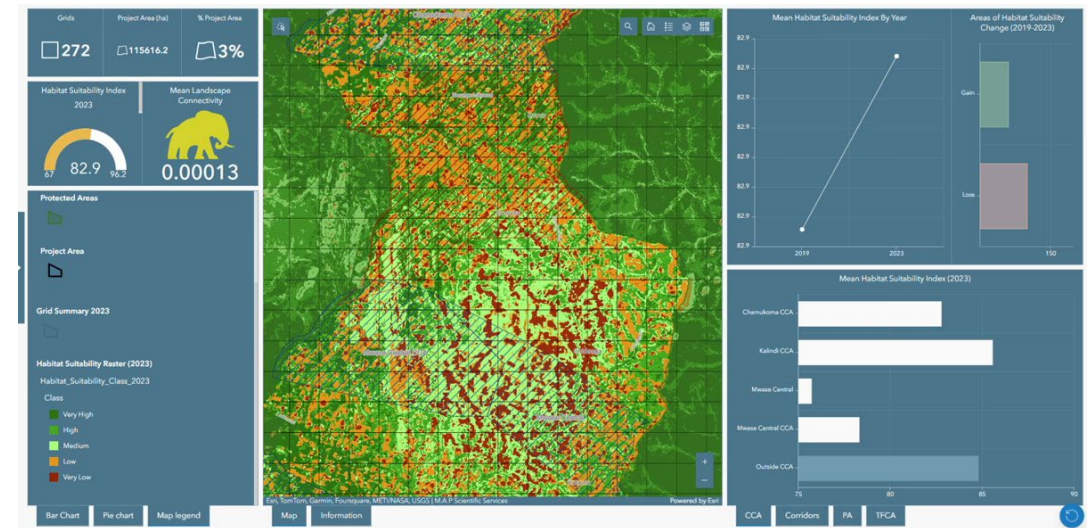 Grids
272
Project Area (ha)
115616.2
% Project Area
3%
Habitat Suitability Index
2023
82.9
67
96.2
Mean Landscape
Connectivity
0.00013
Protected Areas
Project Area
Grid Summary 2023
Habitat Suitability Raster (2023)
Habitat_Suitability_Class_2023
Class
Very High
High
Medium
Low
Very Low
Bar Chart
Pie chart
Map legend
+
−
Esri, TomTom, Garmin, Foursquare, METI/NASA, USGS | M.A.P Scientific Services
Powered by Esri
Map
Information
Mean Habitat Suitability Index By Year
82.9
82.9
82.9
82.9
82.9
82.9
82.9
82.9
2019
2023
Areas of Habitat Suitability
Change (2019-2023)
Gain
Loss
150
Mean Habitat Suitability Index (2023)
Chamukoma CCA
Kalindi CCA
Mwase Central
Mwase Central CCA
Outside CCA
75
80
85
90
CCA
Corridors
PA
TFCA